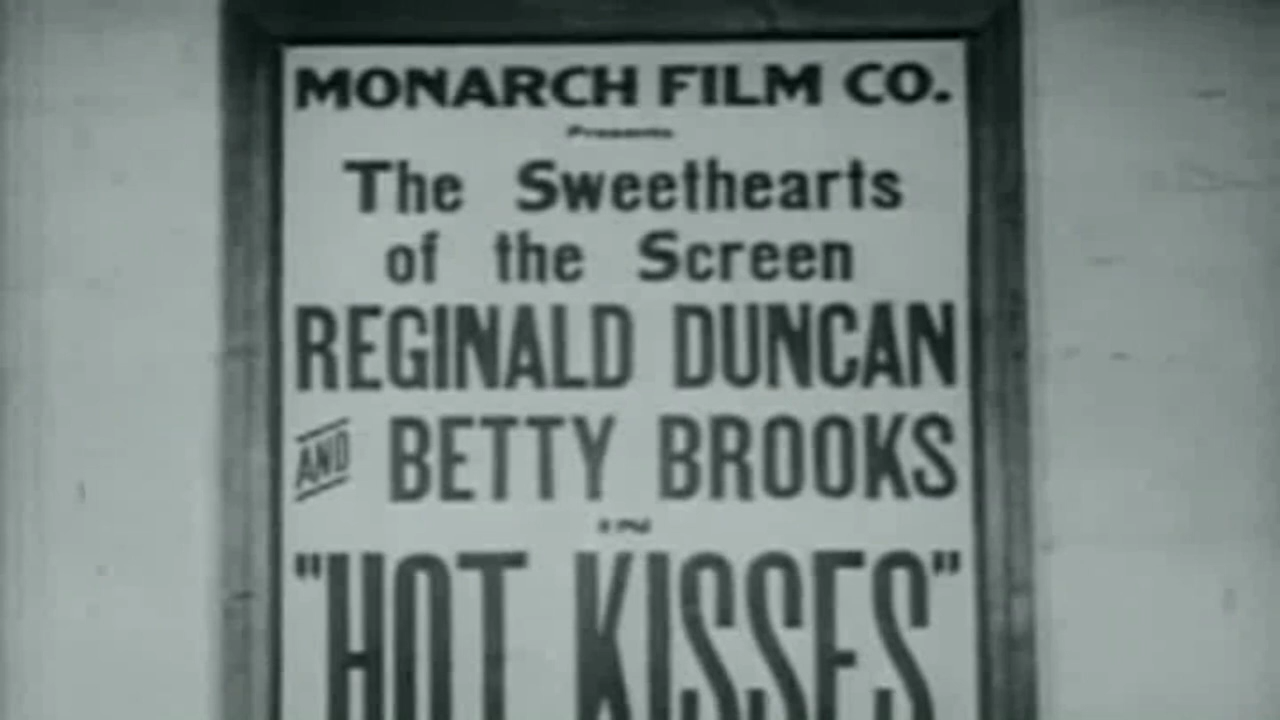 MONARCH FILM CO.
Presents
The Sweethearts
of the Screen
REGINALD DUNCAN
AND BETTY BROOKS
IN
"HOT KISSES"